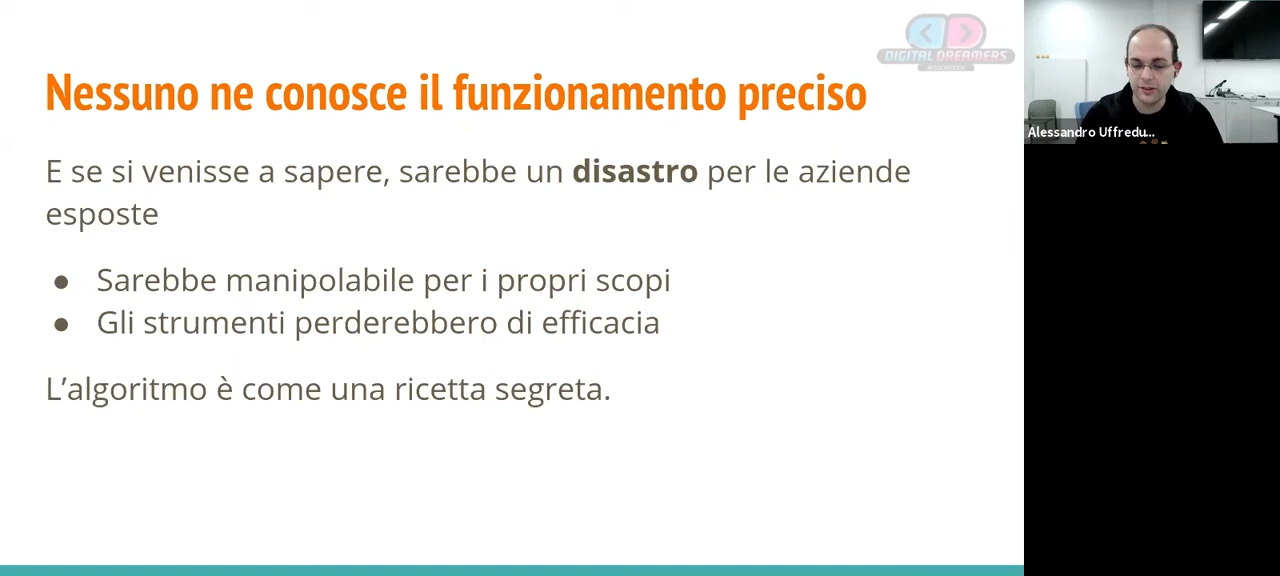 DIGITAL DREAMERS
Nessuno ne conosce il funzionamento preciso
E se si venisse a sapere, sarebbe un disastro per le aziende
esposte
● Sarebbe manipolabile per i propri scopi
● Gli strumenti perderebbero di efficacia
L’algoritmo è come una ricetta segreta.
Alessandro Uffredu...